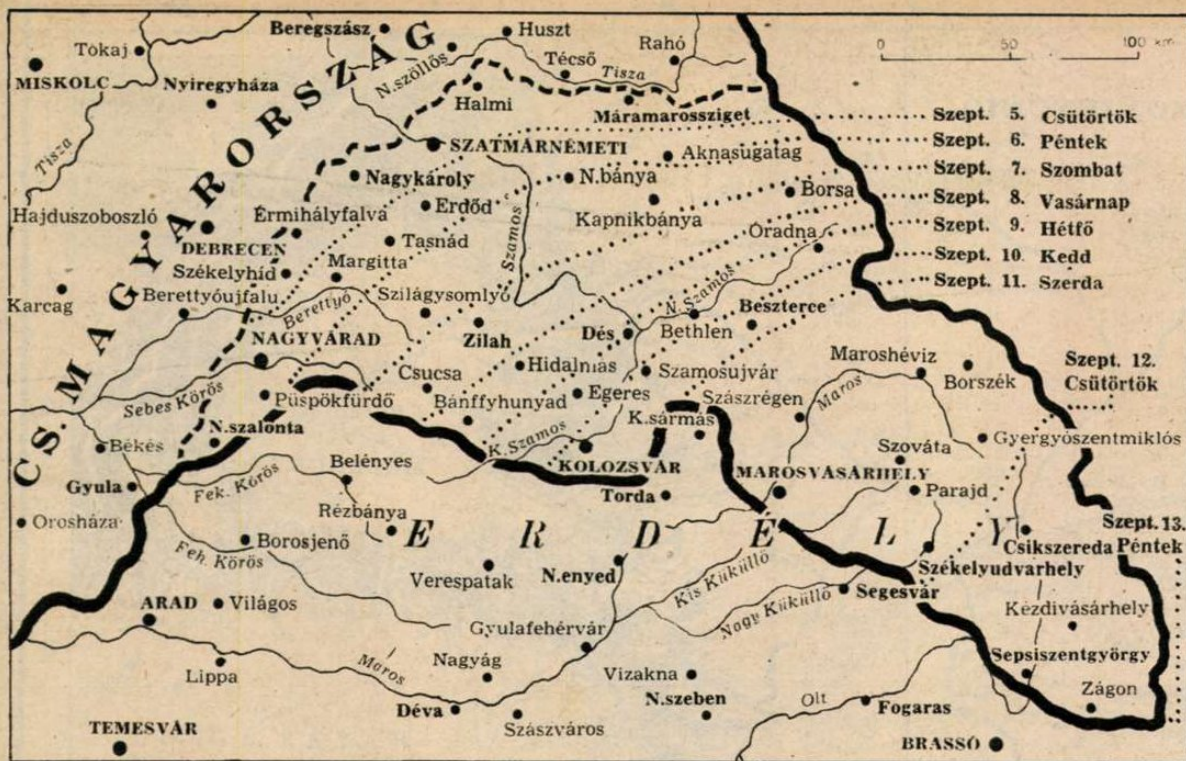 Beregszász
Huszt
Tokaj
N.szőllős
Técső
Rahó
0 50 100 km
MISKOLC
Nyiregyháza
Tisza
Halmi
Máramarossziget
Szept. 5. Csütörtök
Tisza
SZATMÁRNÉMETI
Szept. 6. Péntek
Aknasugatag
Nagykároly
N.bánya
Szept. 7. Szombat
Borsa
Hajduszoboszló
Érmihályfalva
Erdőd
Kapnikbánya
Szept. 8. Vasárnap
DEBRECEN
Tasnád
Szamos
Óradna
Szept. 9. Hétfő
Székelyhíd
Margitta
Szept. 10. Kedd
Karcag
Berettyóujfalu
Berettyó
Szilágysomlyó
N. Szamos
Beszterce
Szept. 11. Szerda
CS. MAGYARORSZÁG
NAGYVÁRAD
Zilah
Dés
Bethlen
Szept. 12.
Csütörtök
Csucsa
Hidalmás
Szamosujvár
Maroshéviz
Borszék
Sebes Körös
Püspökfürdő
Bánffyhunyad
Egeres
Szászrégen
Maros
N.szalonta
K.sármás
Békés
K.Szamos
Szováta
Gyergyószentmiklós
KOLOZSVÁR
Belényes
MAROSVÁSÁRHELY
Gyula
Fek. Körös
Torda
Parajd
Rézbánya
Orosháza
Szept. 13.
Péntek
ERDÉLY
Csikszereda
Borosjenő
Feh. Körös
Székelyudvarhely
Verespatak
N.enyed
Kis Küküllő
Segesvár
ARAD
Világos
Nagy Küküllő
Kézdivásárhely
Gyulafehérvár
Maros
Nagyág
Sepsiszentgyörgy
Lippa
Vizakna
Zágon
Déva
N.szeben
Olt
Fogaras
Szászváros
TEMESVÁR
BRASSÓ